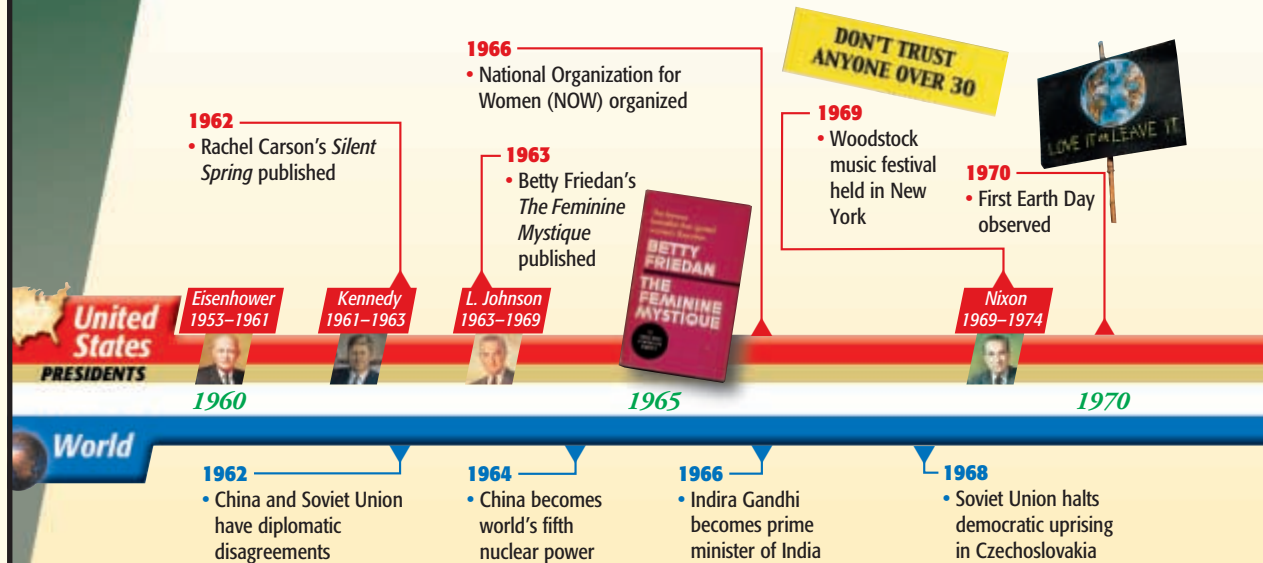 1966
• National Organization for
Women (NOW) organized
DON'T TRUST
ANYONE OVER 30
LOVE IT OR LEAVE IT
1962
• Rachel Carson's Silent
Spring published
1963
• Betty Friedan's
The Feminine
Mystique
published
1969
• Woodstock
music festival
held in New
York
1970
• First Earth Day
observed
BETTY
FRIEDAN
THE
FEMININE
MYSTIQUE
United
States
PRESIDENTS
Eisenhower
1953–1961
Kennedy
1961–1963
L. Johnson
1963–1969
Nixon
1969–1974
1960
1965
1970
World
1962
• China and Soviet Union
have diplomatic
disagreements
1964
• China becomes
world's fifth
nuclear power
1966
• Indira Gandhi
becomes prime
minister of India
1968
• Soviet Union halts
democratic uprising
in Czechoslovakia